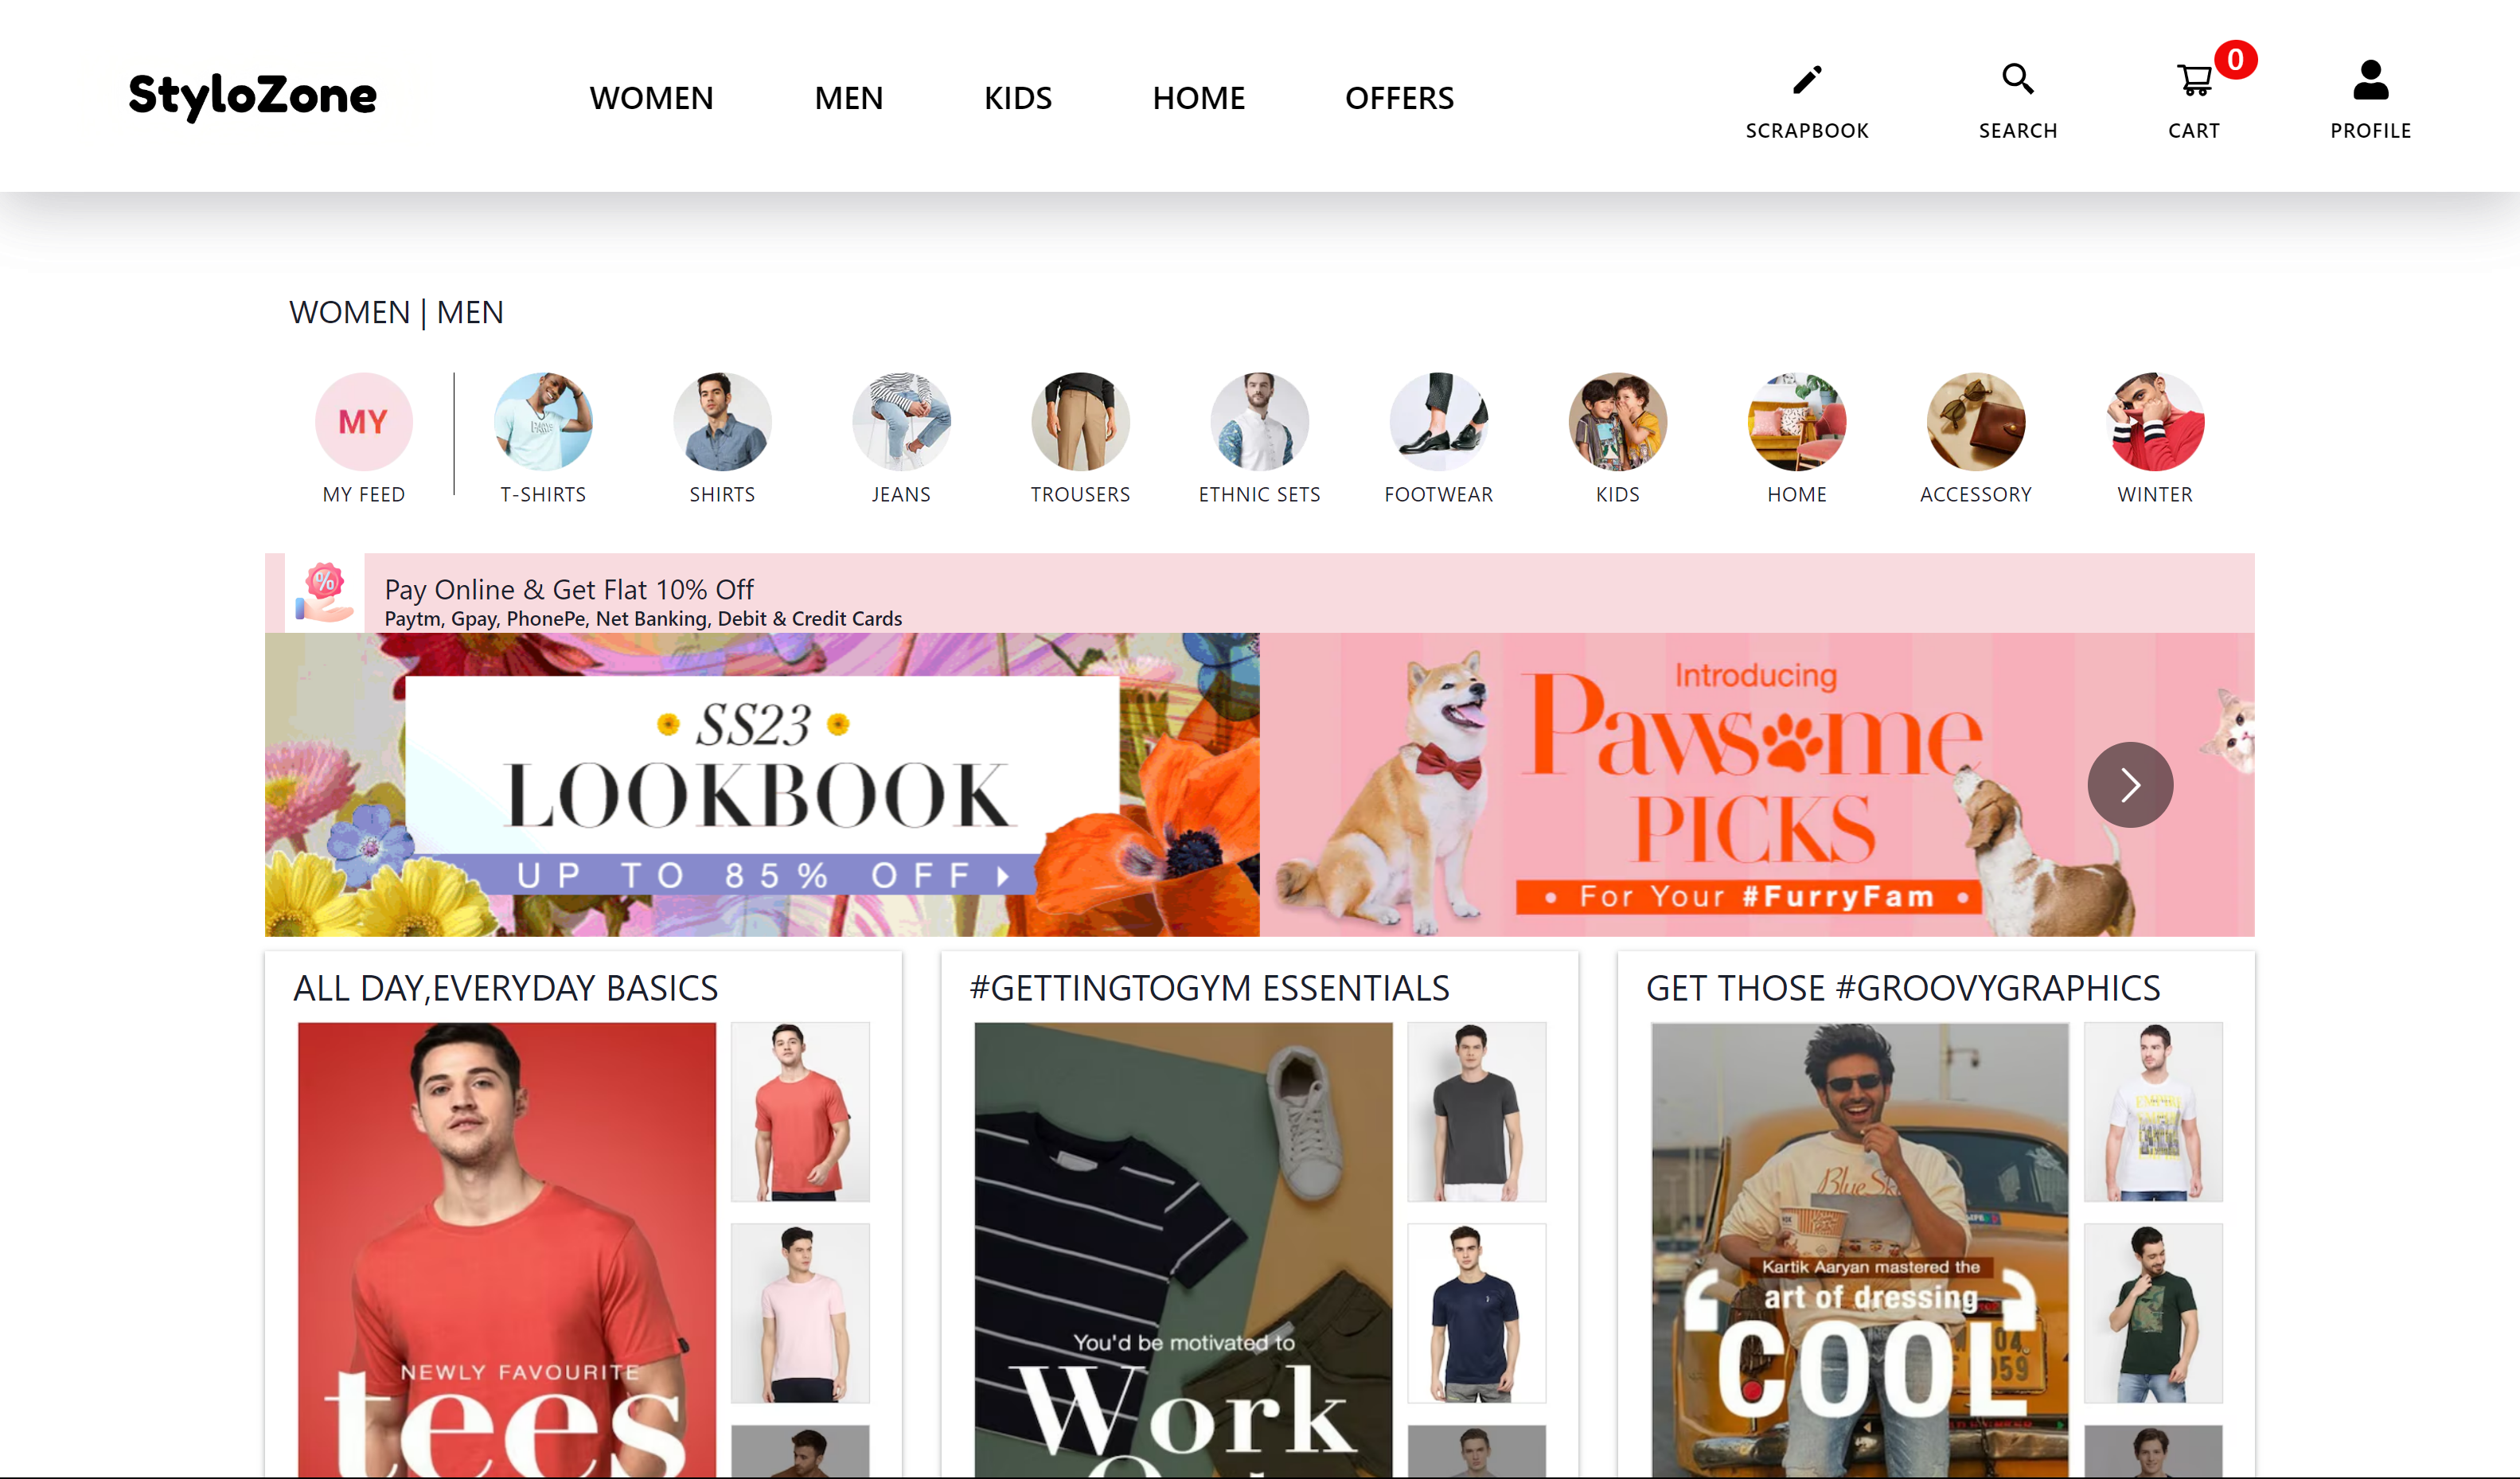 StyloZone
WOMEN
MEN
KIDS
HOME
OFFERS
SCRAPBOOK
SEARCH
0
CART
PROFILE
WOMEN | MEN
MY
MY FEED
T-SHIRTS
SHIRTS
JEANS
TROUSERS
ETHNIC SETS
FOOTWEAR
KIDS
HOME
ACCESSORY
WINTER
%
Pay Online & Get Flat 10% Off
Paytm, Gpay, PhonePe, Net Banking, Debit & Credit Cards
SS23
LOOKBOOK
UP TO 85% OFF
Introducing
Pawsome
PICKS
• For Your #FurryFam •
ALL DAY,EVERYDAY BASICS
NEWLY FAVOURITE
tees
#GETTINGTOGYM ESSENTIALS
You'd be motivated to
Work
GET THOSE #GROOVYGRAPHICS
Kartik Aaryan mastered the
art of dressing
COOL